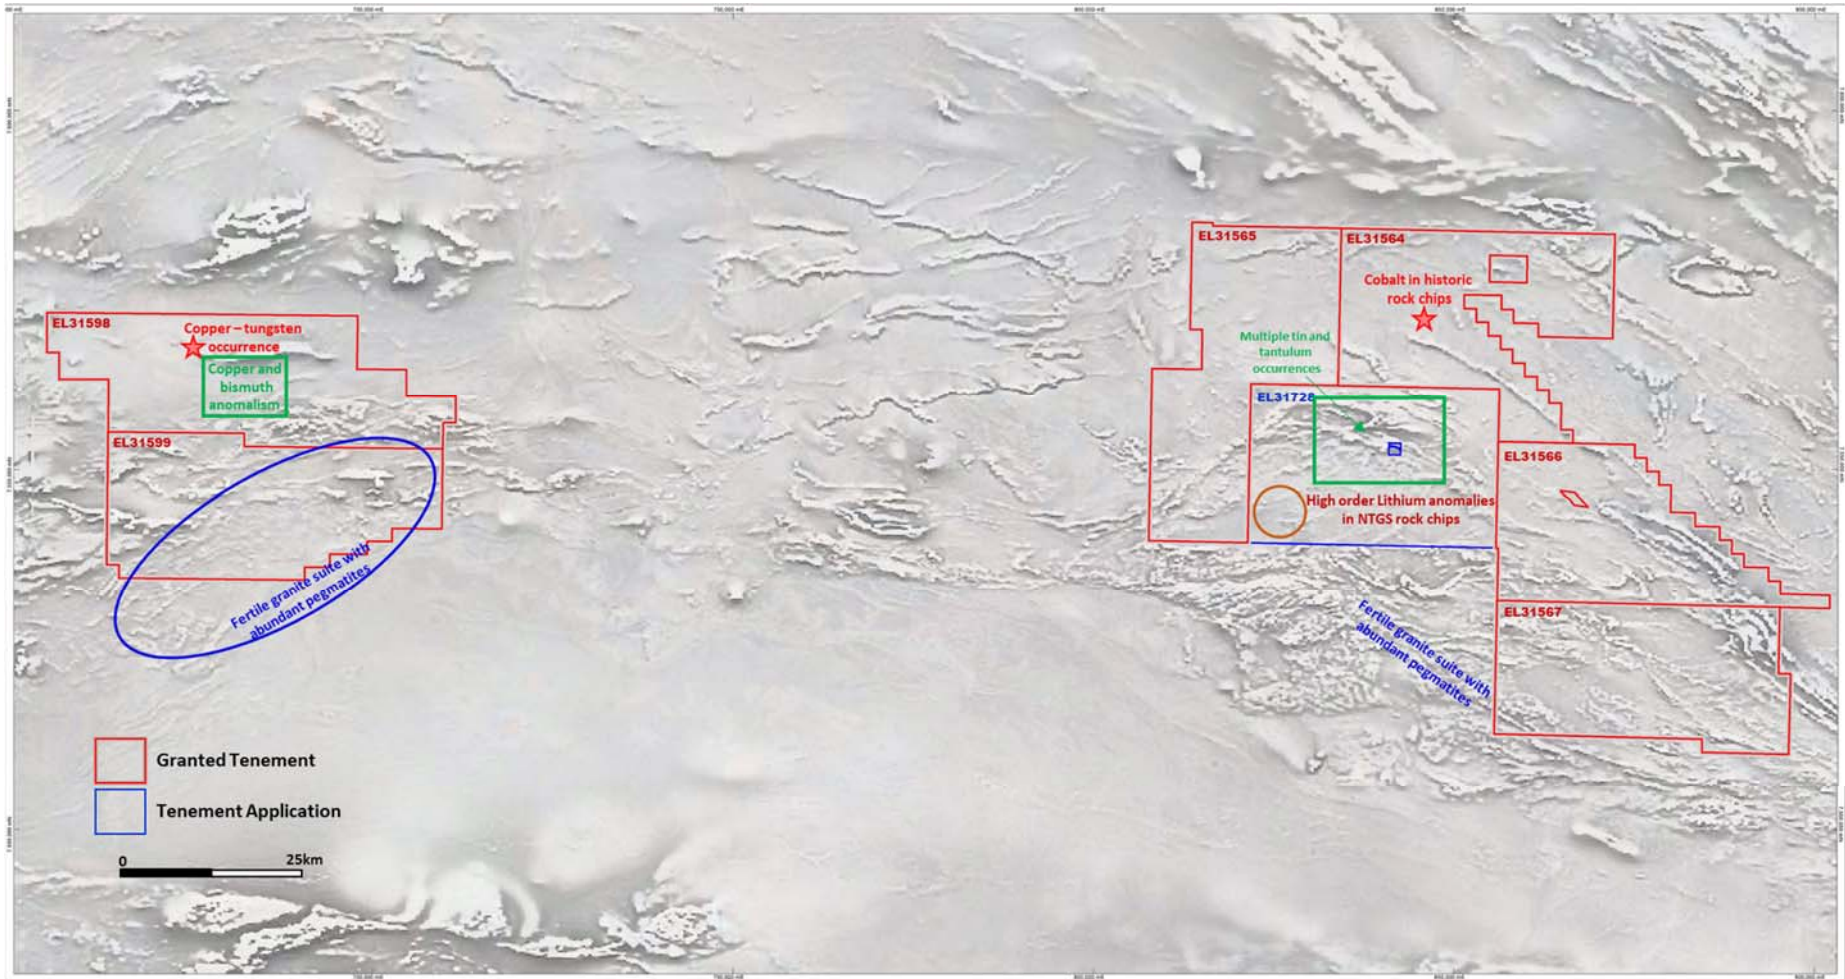 EL31565
EL31564
Cobalt in historic
rock chips
EL31598
Copper – tungsten
occurrence
Copper and
bismuth
anomalism
Multiple tin and
tantulum
occurrences
EL31728
EL31599
EL31566
High order Lithium anomalies
in NTGS rock chips
Fertile granite suite with
abundant pegmatites
EL31567
Fertile granite suite with
abundant pegmatites
Granted Tenement
Tenement Application
0 25km